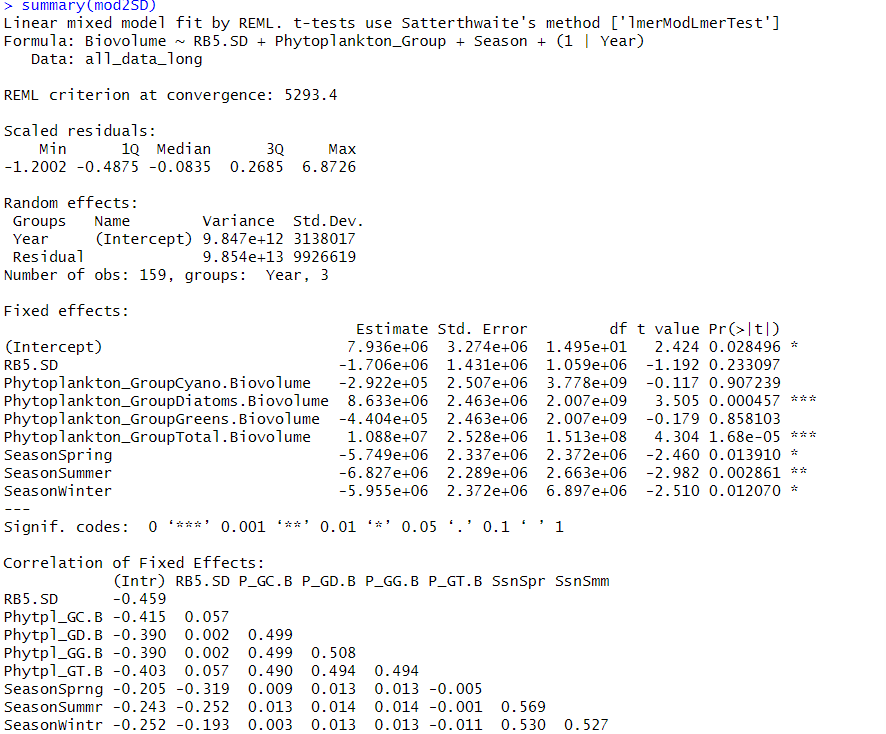 > summary(mod2SD)
Linear mixed model fit by REML. t-tests use Satterthwaite's method ['lmerModLmerTest']
Formula: Biovolume ~ RB5.SD + Phytoplankton_Group + Season + (1 | Year)
   Data: all_data_long

REML criterion at convergence: 5293.4

Scaled residuals:
    Min      1Q  Median      3Q     Max
-1.2002 -0.4875 -0.0835  0.2685  6.8726

Random effects:
 Groups   Name        Variance  Std.Dev.
 Year     (Intercept) 9.847e+12 3138017
 Residual             9.854e+13 9926619
Number of obs: 159, groups:  Year, 3

Fixed effects:
                                      Estimate Std. Error         df t value Pr(>|t|)
(Intercept)                          7.936e+06  3.274e+06  1.495e+01   2.424 0.028496 *
RB5.SD                              -1.706e+06  1.431e+06  1.059e+06  -1.192 0.233097
Phytoplankton_GroupCyano.Biovolume  -2.922e+05  2.507e+06  3.778e+09  -0.117 0.907239
Phytoplankton_GroupDiatoms.Biovolume 8.633e+06  2.463e+06  2.007e+09   3.505 0.000457 ***
Phytoplankton_GroupGreens.Biovolume -4.404e+05  2.463e+06  2.007e+09  -0.179 0.858103
Phytoplankton_GroupTotal.Biovolume   1.088e+07  2.528e+06  1.513e+08   4.304 1.68e-05 ***
SeasonSpring                        -5.749e+06  2.337e+06  2.372e+06  -2.460 0.013910 *
SeasonSummer                        -6.827e+06  2.289e+06  2.663e+06  -2.982 0.002861 **
SeasonWinter                        -5.955e+06  2.372e+06  6.897e+06  -2.510 0.012070 *
---
Signif. codes:  0 ‘***’ 0.001 ‘**’ 0.01 ‘*’ 0.05 ‘.’ 0.1 ‘ ’ 1

Correlation of Fixed Effects:
            (Intr) RB5.SD P_GC.B P_GD.B P_GG.B P_GT.B SsnSpr SsnSmm
RB5.SD      -0.459
Phytpl_GC.B -0.415  0.057
Phytpl_GD.B -0.390  0.002  0.499
Phytpl_GG.B -0.390  0.002  0.499  0.508
Phytpl_GT.B -0.403  0.057  0.490  0.494  0.494
SeasonSprng -0.205 -0.319  0.009  0.013  0.013 -0.005
SeasonSummr -0.243 -0.252  0.013  0.014  0.014 -0.001  0.569
SeasonWintr -0.252 -0.193  0.003  0.013  0.013 -0.011  0.530  0.527